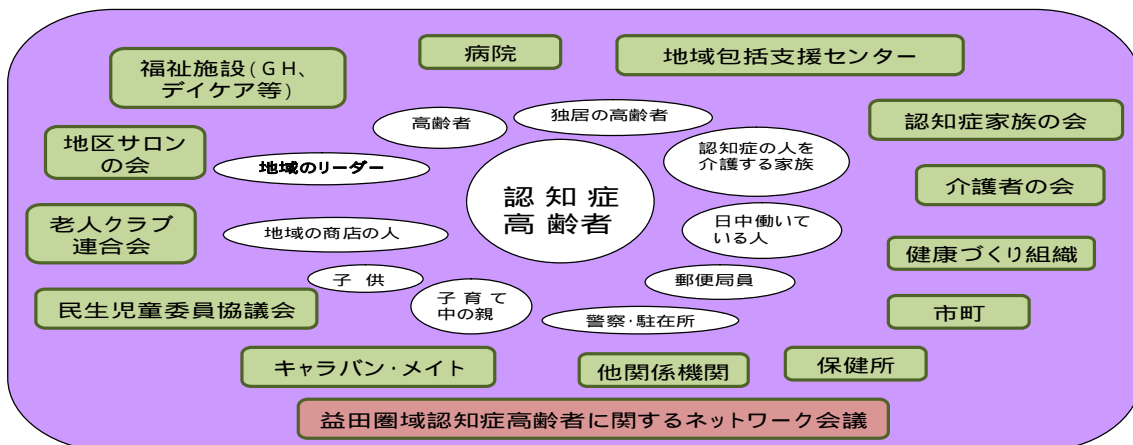 病院
地域包括支援センター
福祉施設(GH、
デイケア等)
高齢者
独居の高齢者
認知症家族の会
地区サロン
の会
地域のリーダー
認知症の人を
介護する家族
認知症
高齢者
介護者の会
老人クラブ
連合会
地域の商店の人
日中働いて
いる人
健康づくり組織
子供
郵便局員
民生児童委員協議会
子育て
中の親
警察・駐在所
市町
キャラバン・メイト
他関係機関
保健所
益田圏域認知症高齢者に関するネットワーク会議